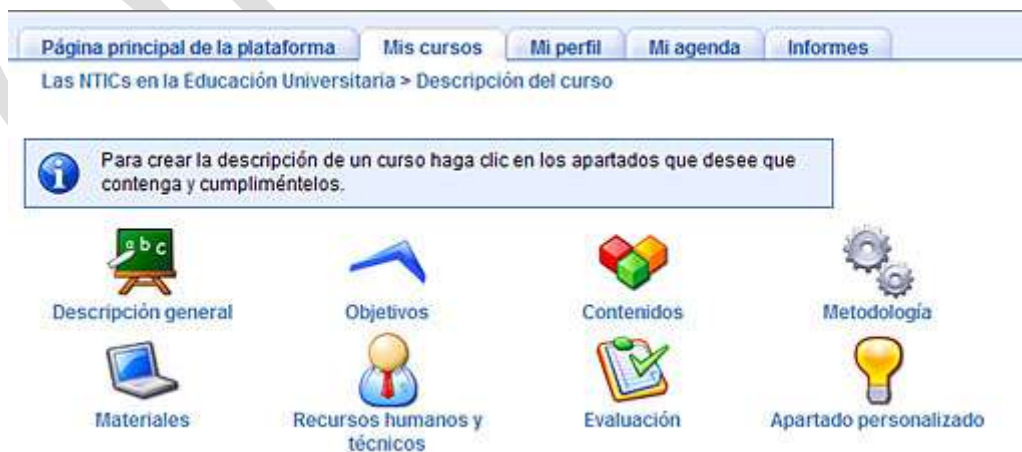 Página principal de la plataforma Mis cursos Mi perfil Mi agenda Informes
Las NTICs en la Educación Universitaria > Descripción del curso
Para crear la descripción de un curso haga clic en los apartados que desee que
contenga y cumpliméntelos.
a b c
Descripción general Objetivos Contenidos Metodología
Materiales Recursos humanos y Evaluación Apartado personalizado
técnicos